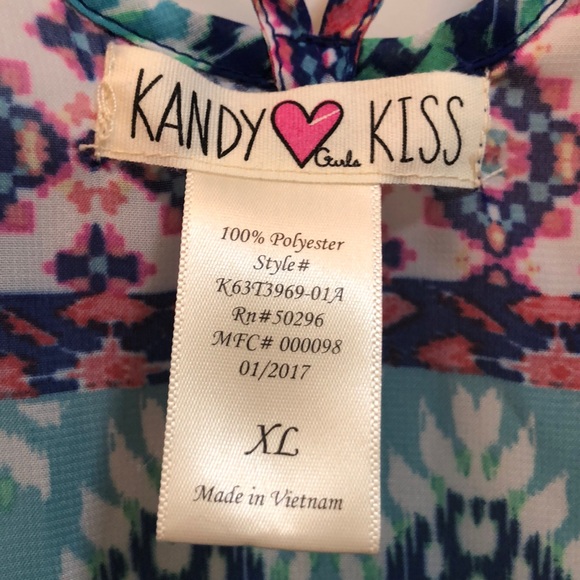 KANDY KISS
Girls
100% Polyester
Style#
K63T3969-01A
Rn#50296
MFC# 000098
01/2017
XL
Made in Vietnam